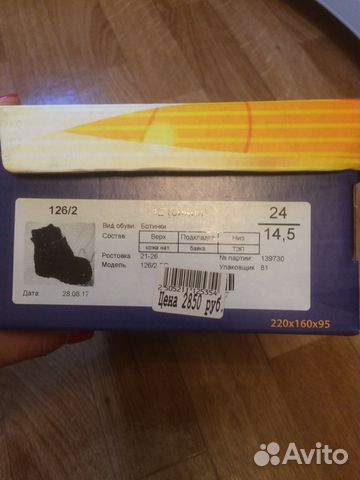 126/2
24
14,5
Вид обуви: Ботинки
Состав: Верх Подкладка Низ
кожа нат. байка ТЭП
Ростовка 21-26 № партии: 139730
Модель: 126/2 Упаковщик 81
Дата: 28.08.17
Цена 2850 руб.
220x160x95
Avito